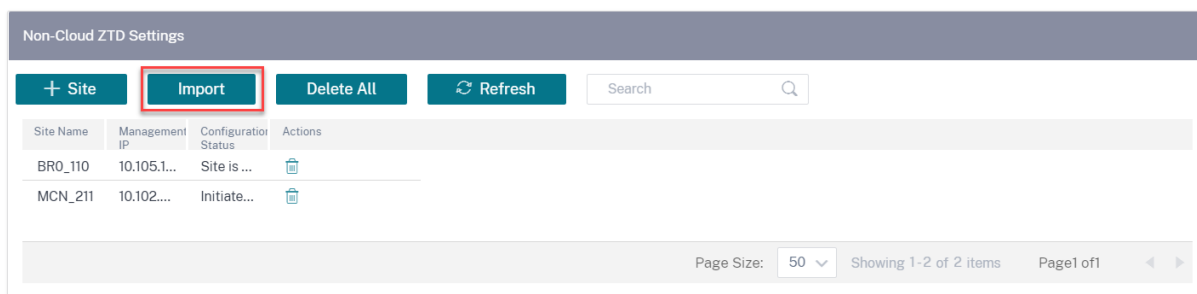 Non-Cloud ZTD Settings
+ Site Import Delete All Refresh Search
Site Name Management IP Configuration Status Actions
BR0_110 10.105.1... Site is ...
MCN_211 10.102.... Initiate...
Page Size: 50 Showing 1-2 of 2 items Page1 of1